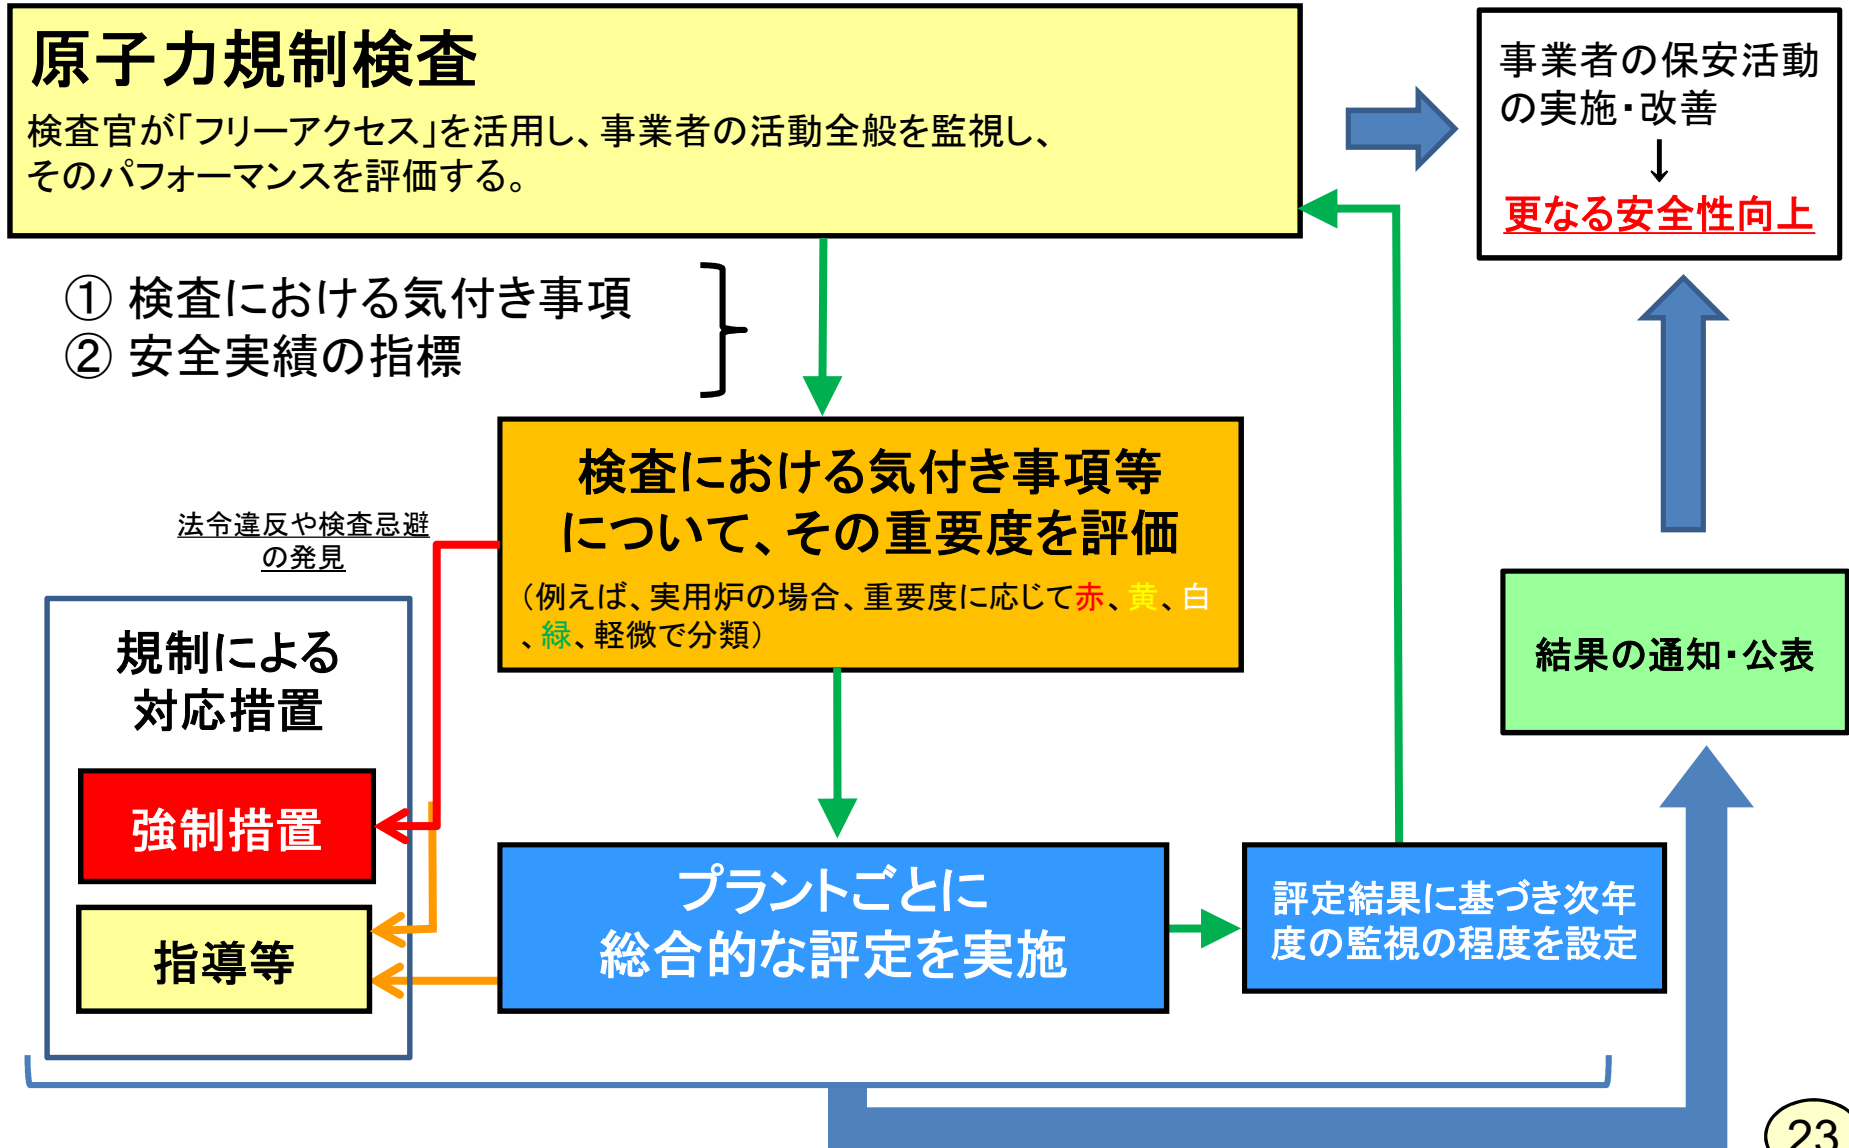 原子力規制検査
検査官が「フリーアクセス」を活用し、事業者の活動全般を監視し、
そのパフォーマンスを評価する。
事業者の保安活動
の実施・改善
↓
更なる安全性向上
① 検査における気付き事項
② 安全実績の指標
検査における気付き事項等
について、その重要度を評価
（例えば、実用炉の場合、重要度に応じて赤、黄、白
、緑、軽微で分類）
法令違反や検査忌避
の発見
規制による
対応措置
強制措置
指導等
プラントごとに
総合的な評定を実施
評定結果に基づき次年
度の監視の程度を設定
結果の通知・公表
23